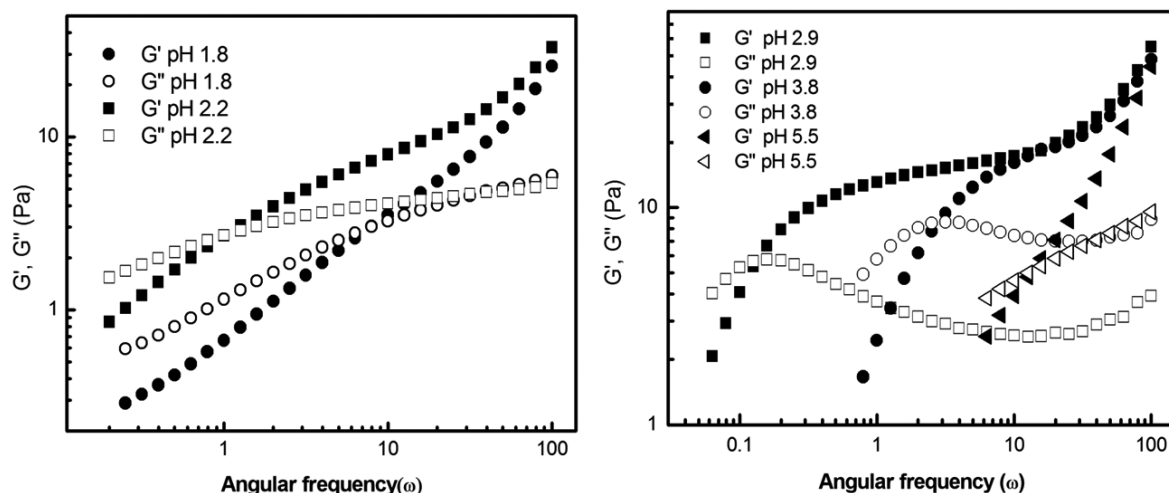 G' pH 1.8
G'' pH 1.8
G' pH 2.2
G'' pH 2.2
10
1
G', G'' (Pa)
1
10
100
Angular frequency(ω)
G' pH 2.9
G'' pH 2.9
G' pH 3.8
G'' pH 3.8
G' pH 5.5
G'' pH 5.5
10
1
G', G'' (Pa)
0.1
1
10
100
Angular frequency (ω)